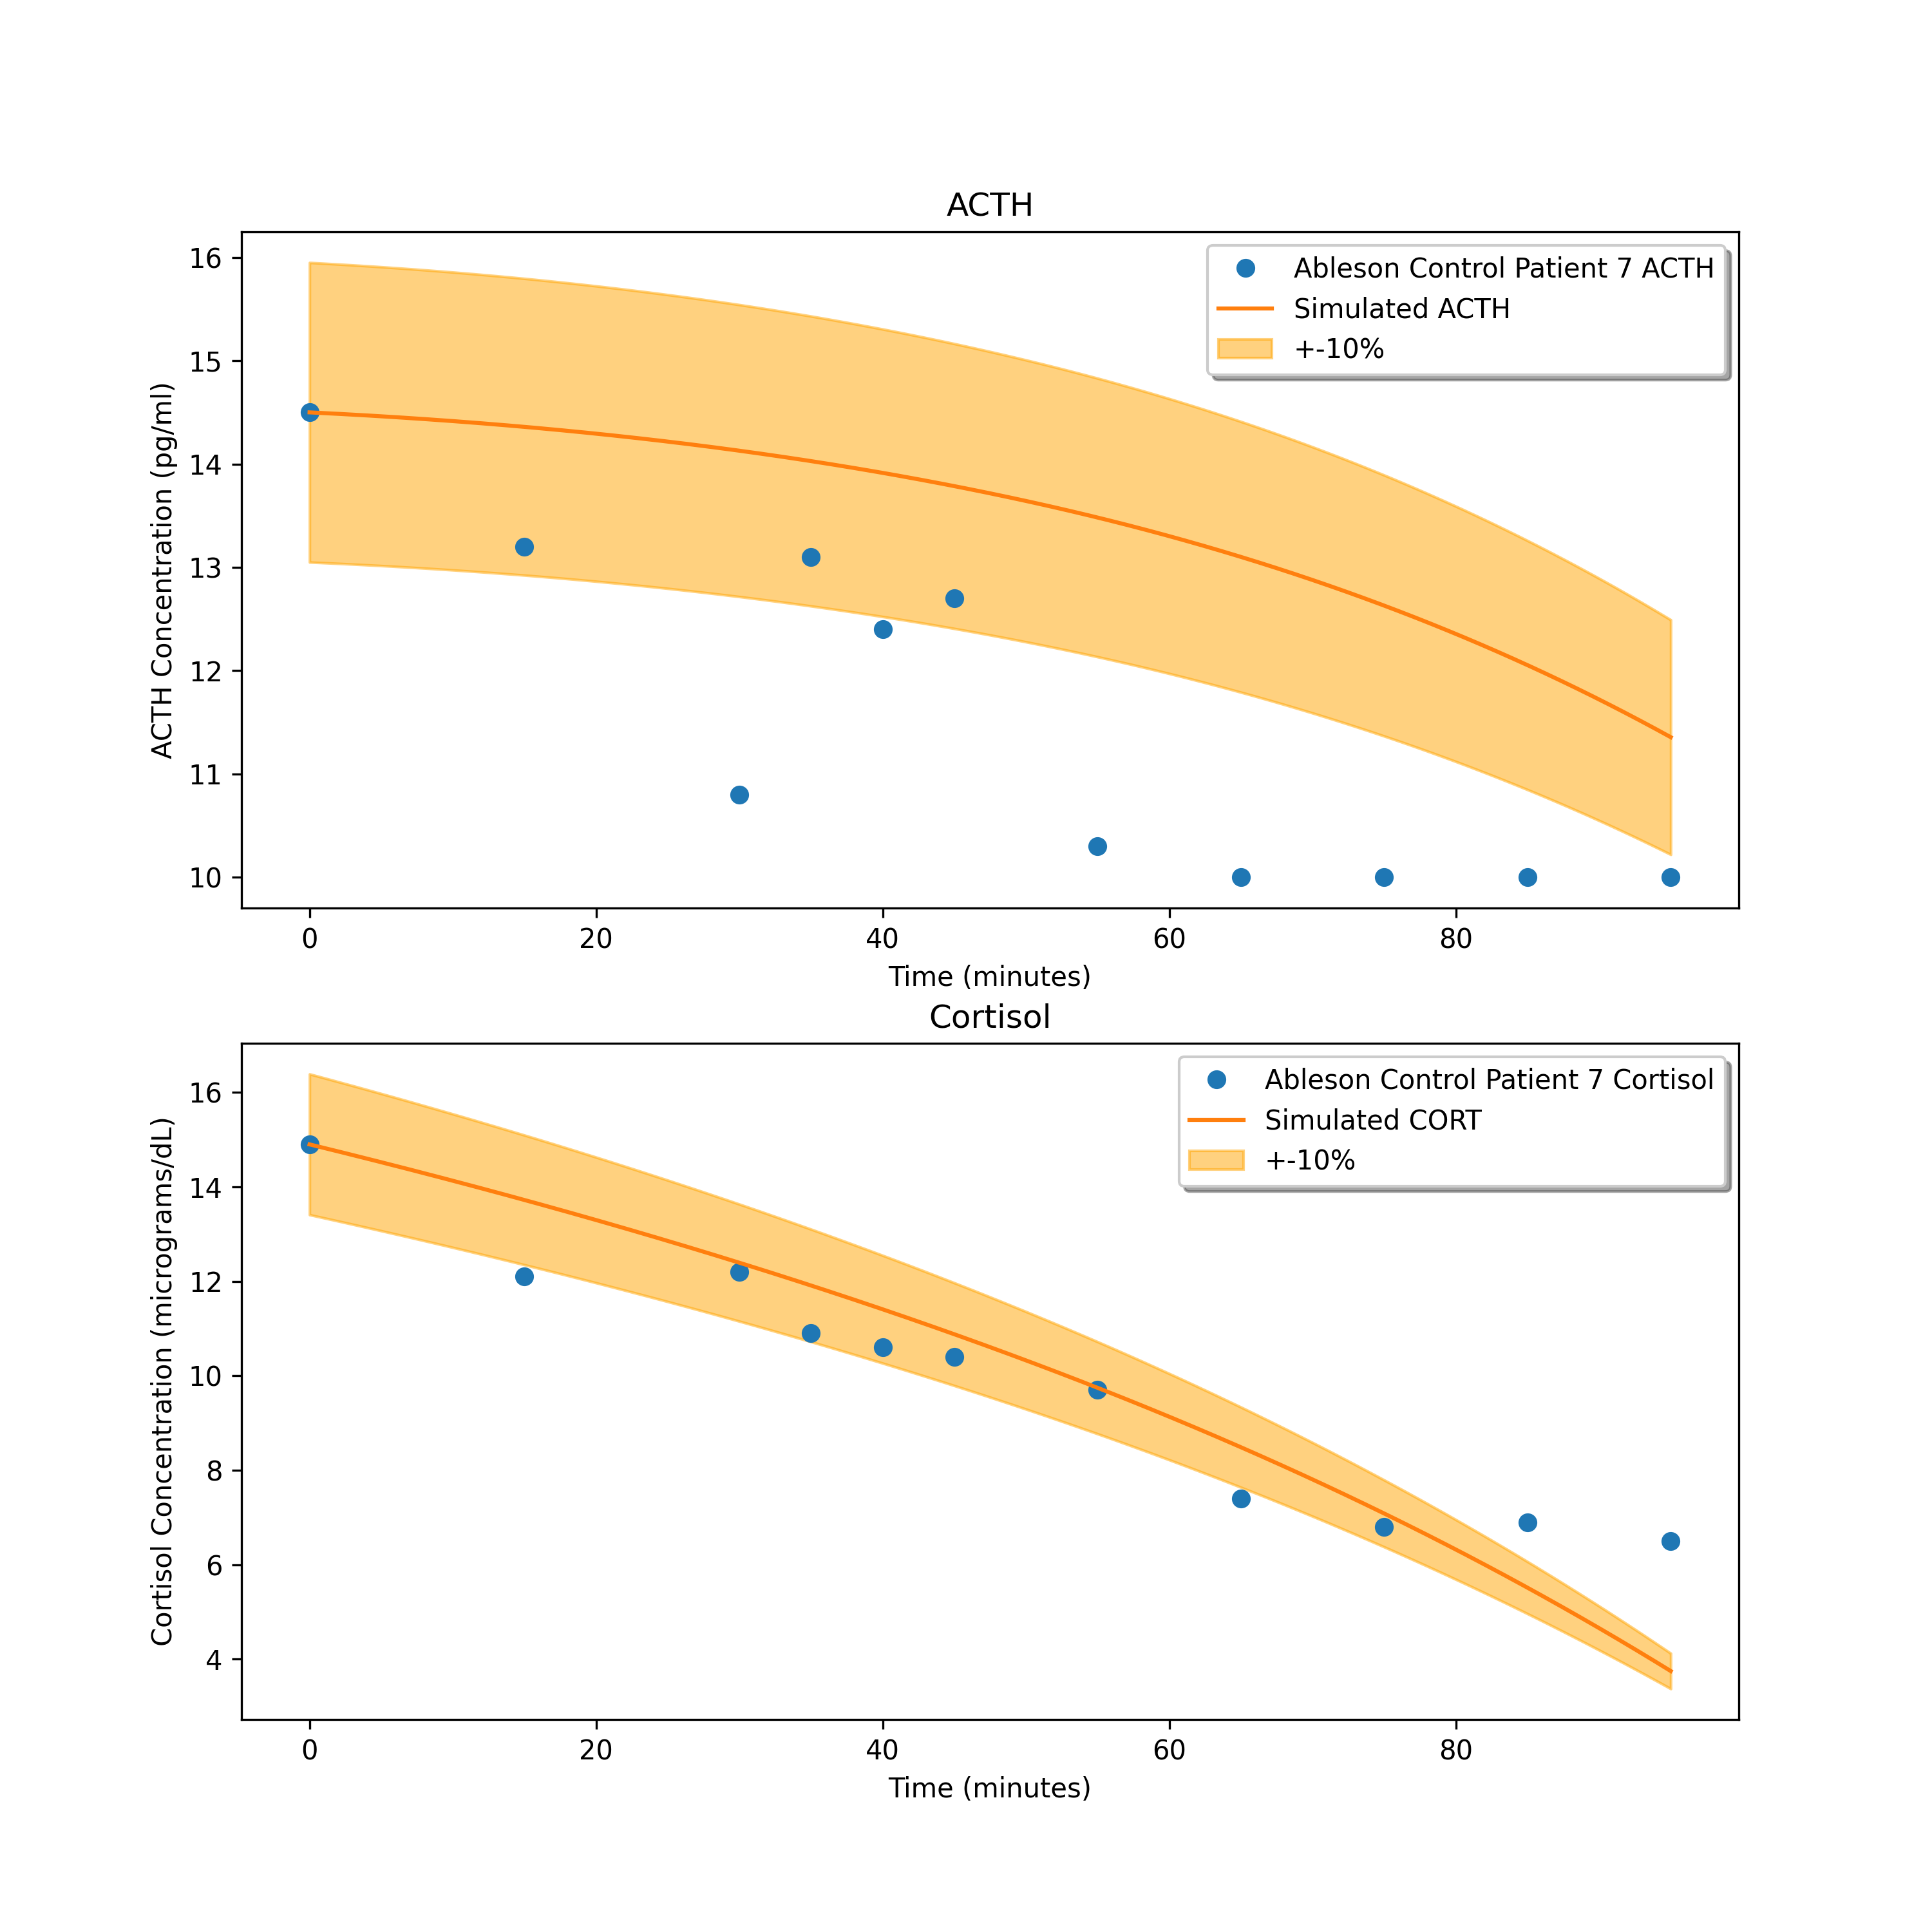 ACTH
16
15
14
13
12
11
10
ACTH Concentration (pg/ml)
Ableson Control Patient 7 ACTH
Simulated ACTH
+-10%
0 20 40 60 80
Time (minutes)
Cortisol
16
14
12
10
8
6
4
Cortisol Concentration (micrograms/dL)
Ableson Control Patient 7 Cortisol
Simulated CORT
+-10%
0 20 40 60 80
Time (minutes)